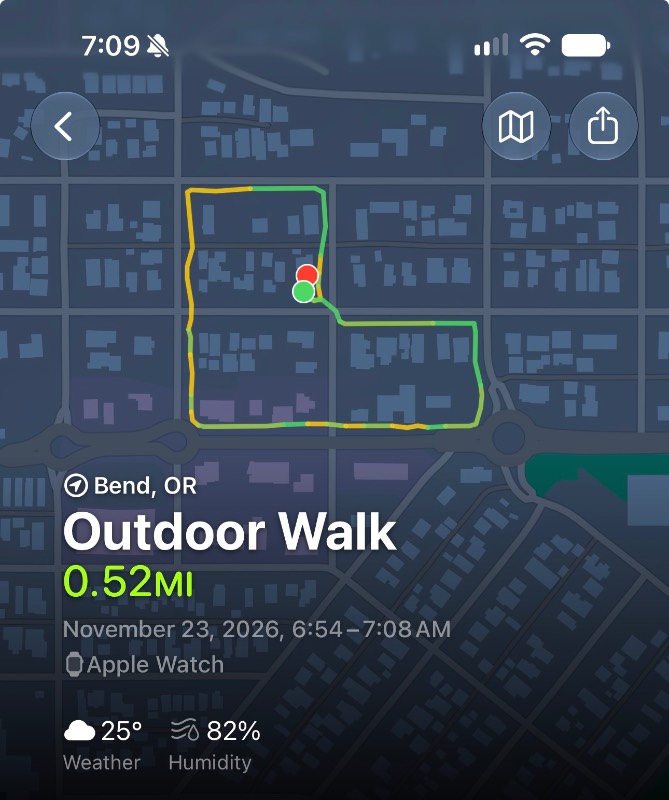 7:09
Bend, OR
Outdoor Walk
0.52MI
November 23, 2026, 6:54–7:08 AM
Apple Watch
25° 82%
Weather Humidity